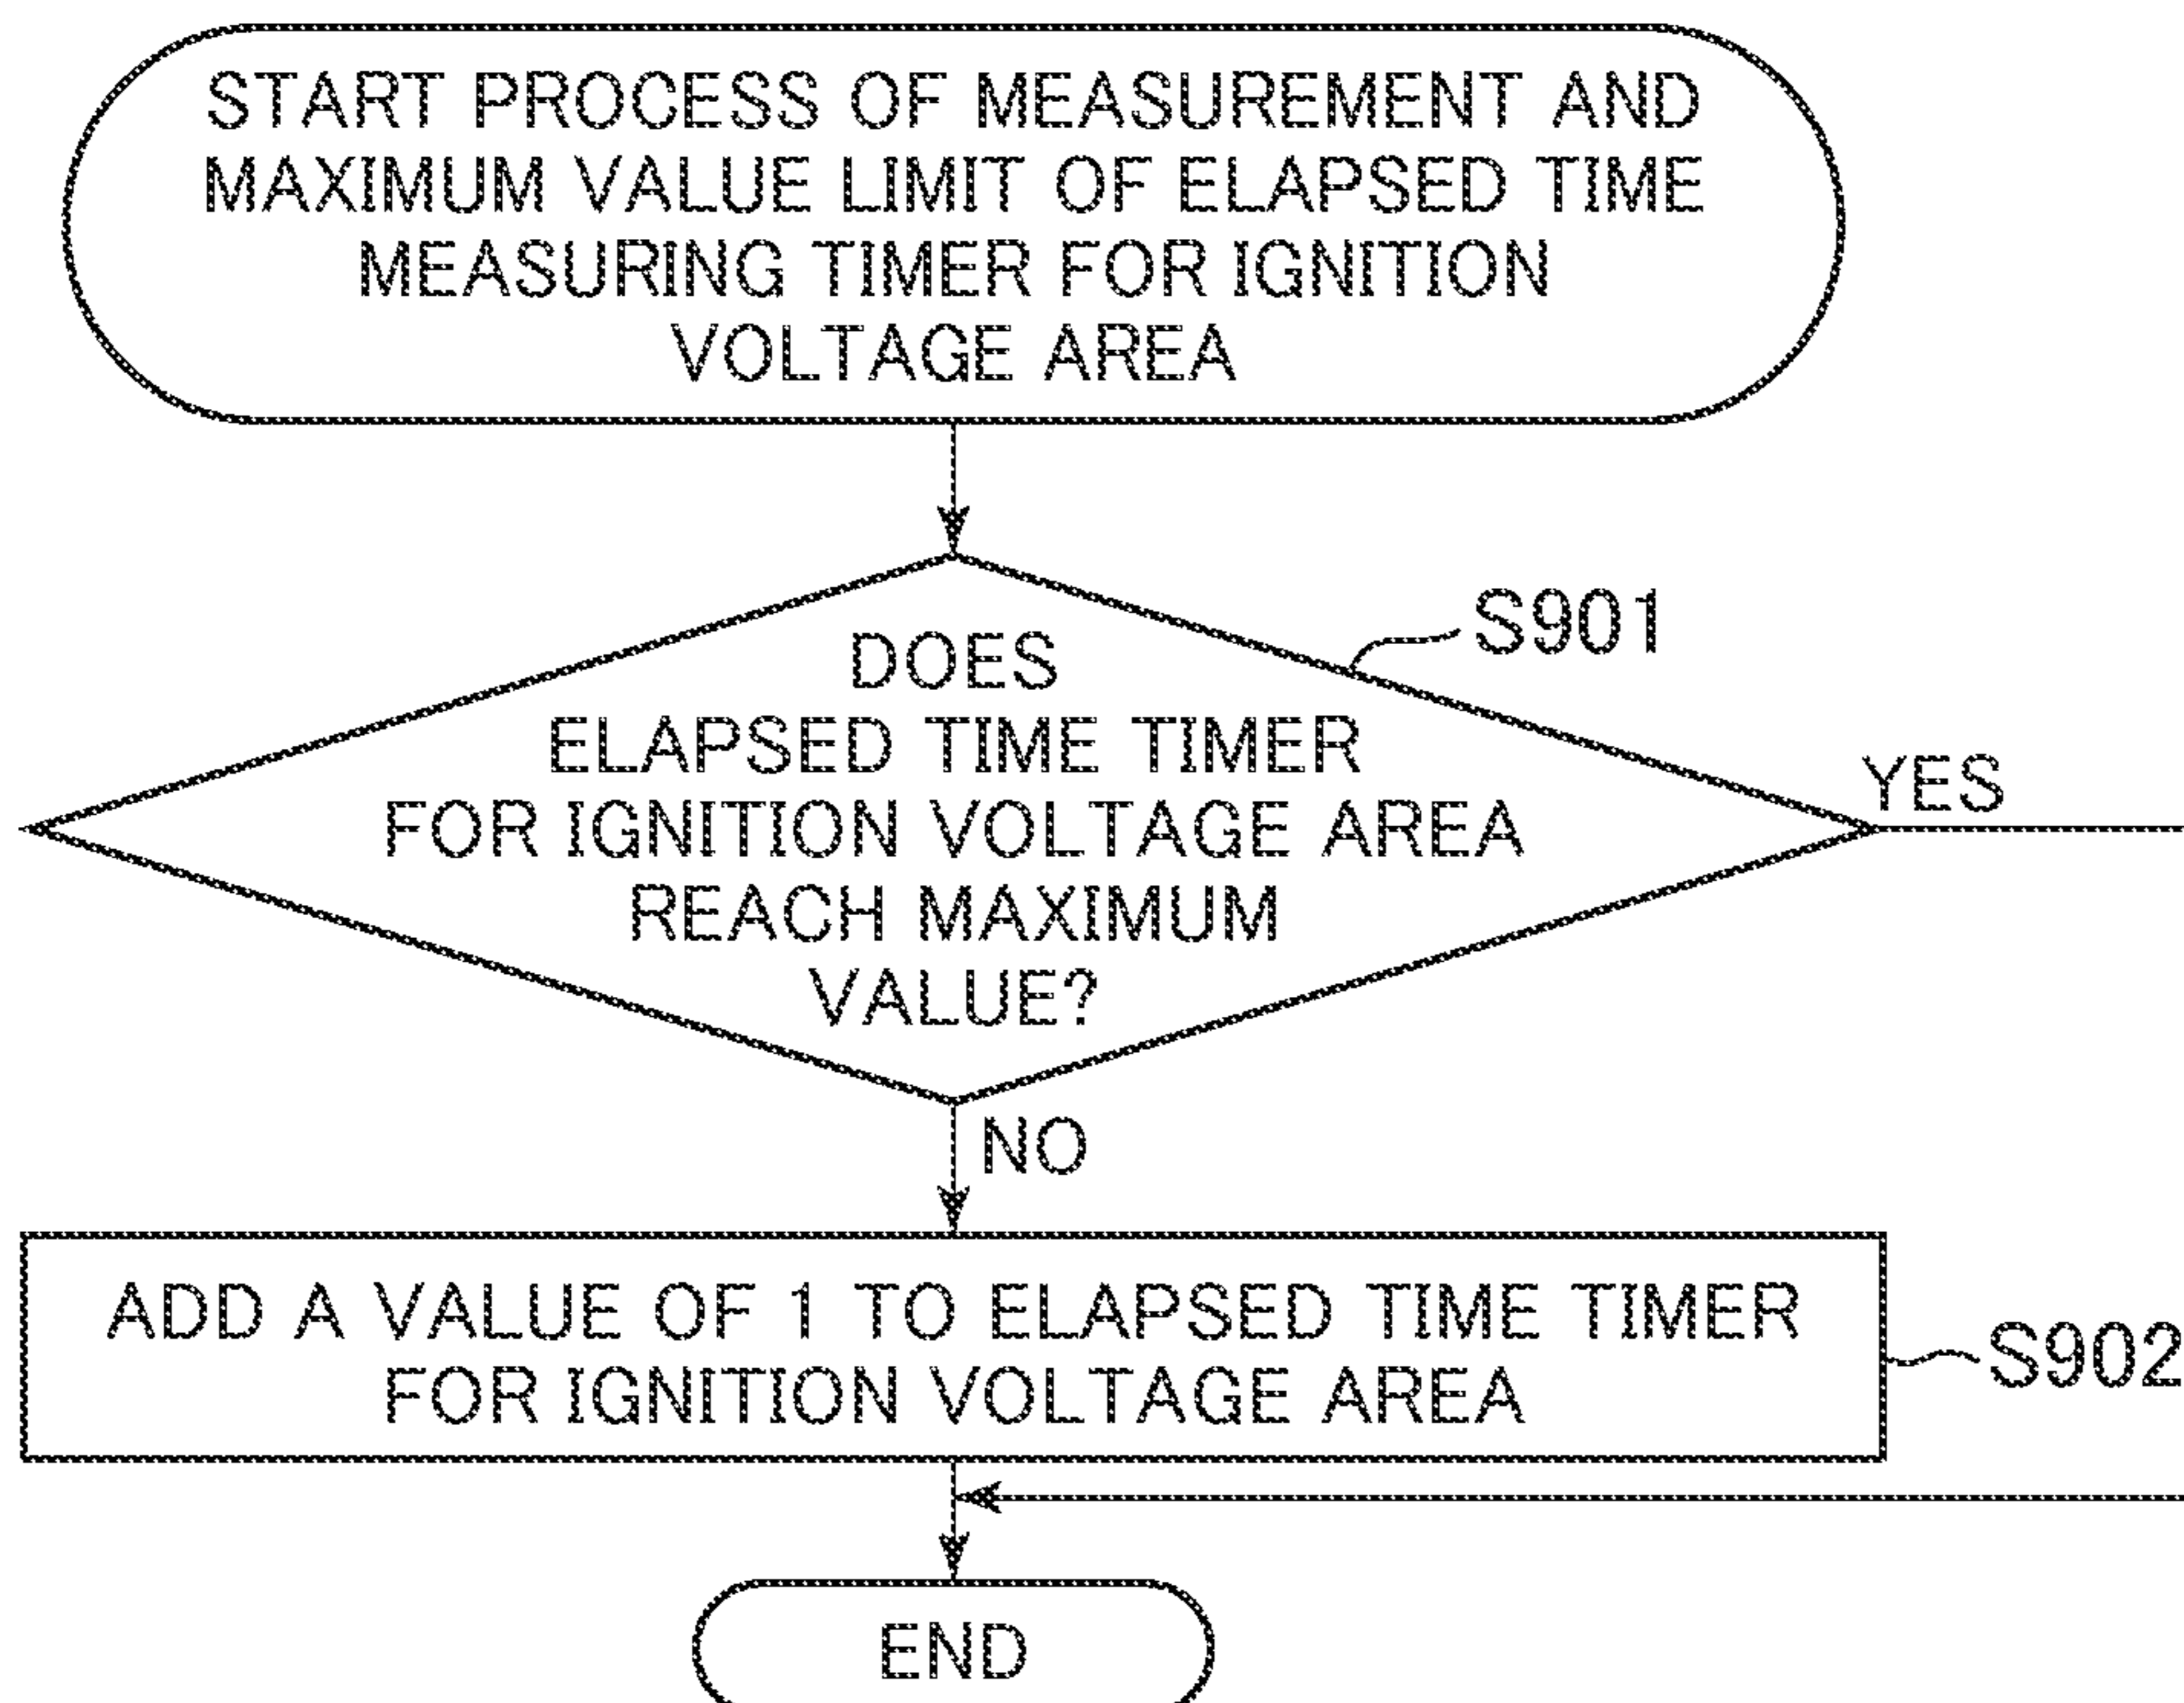 START PROCESS OF MEASUREMENT AND
MAXIMUM VALUE LIMIT OF ELAPSED TIME
MEASURING TIMER FOR IGNITION
VOLTAGE AREA
S901
DOES
ELAPSED TIME TIMER
FOR IGNITION VOLTAGE AREA
REACH MAXIMUM
VALUE?
YES
NO
ADD A VALUE OF 1 TO ELAPSED TIME TIMER
FOR IGNITION VOLTAGE AREA
S902
END